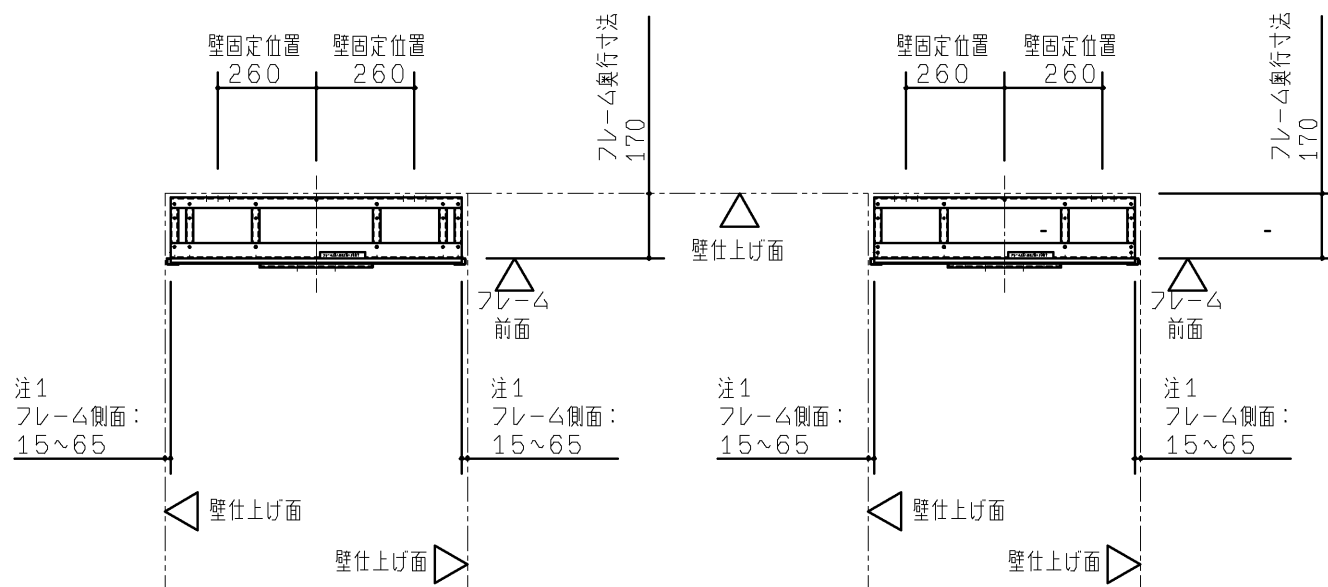 壁固定位置
260
壁固定位置
260
フレーム奥行寸法
170
壁固定位置
260
壁固定位置
260
フレーム奥行寸法
170
壁仕上げ面
フレーム
前面
フレーム
前面
注1
フレーム側面:
15~65
注1
フレーム側面:
15~65
注1
フレーム側面:
15~65
注1
フレーム側面:
15~65
壁仕上げ面
壁仕上げ面
壁仕上げ面
壁仕上げ面